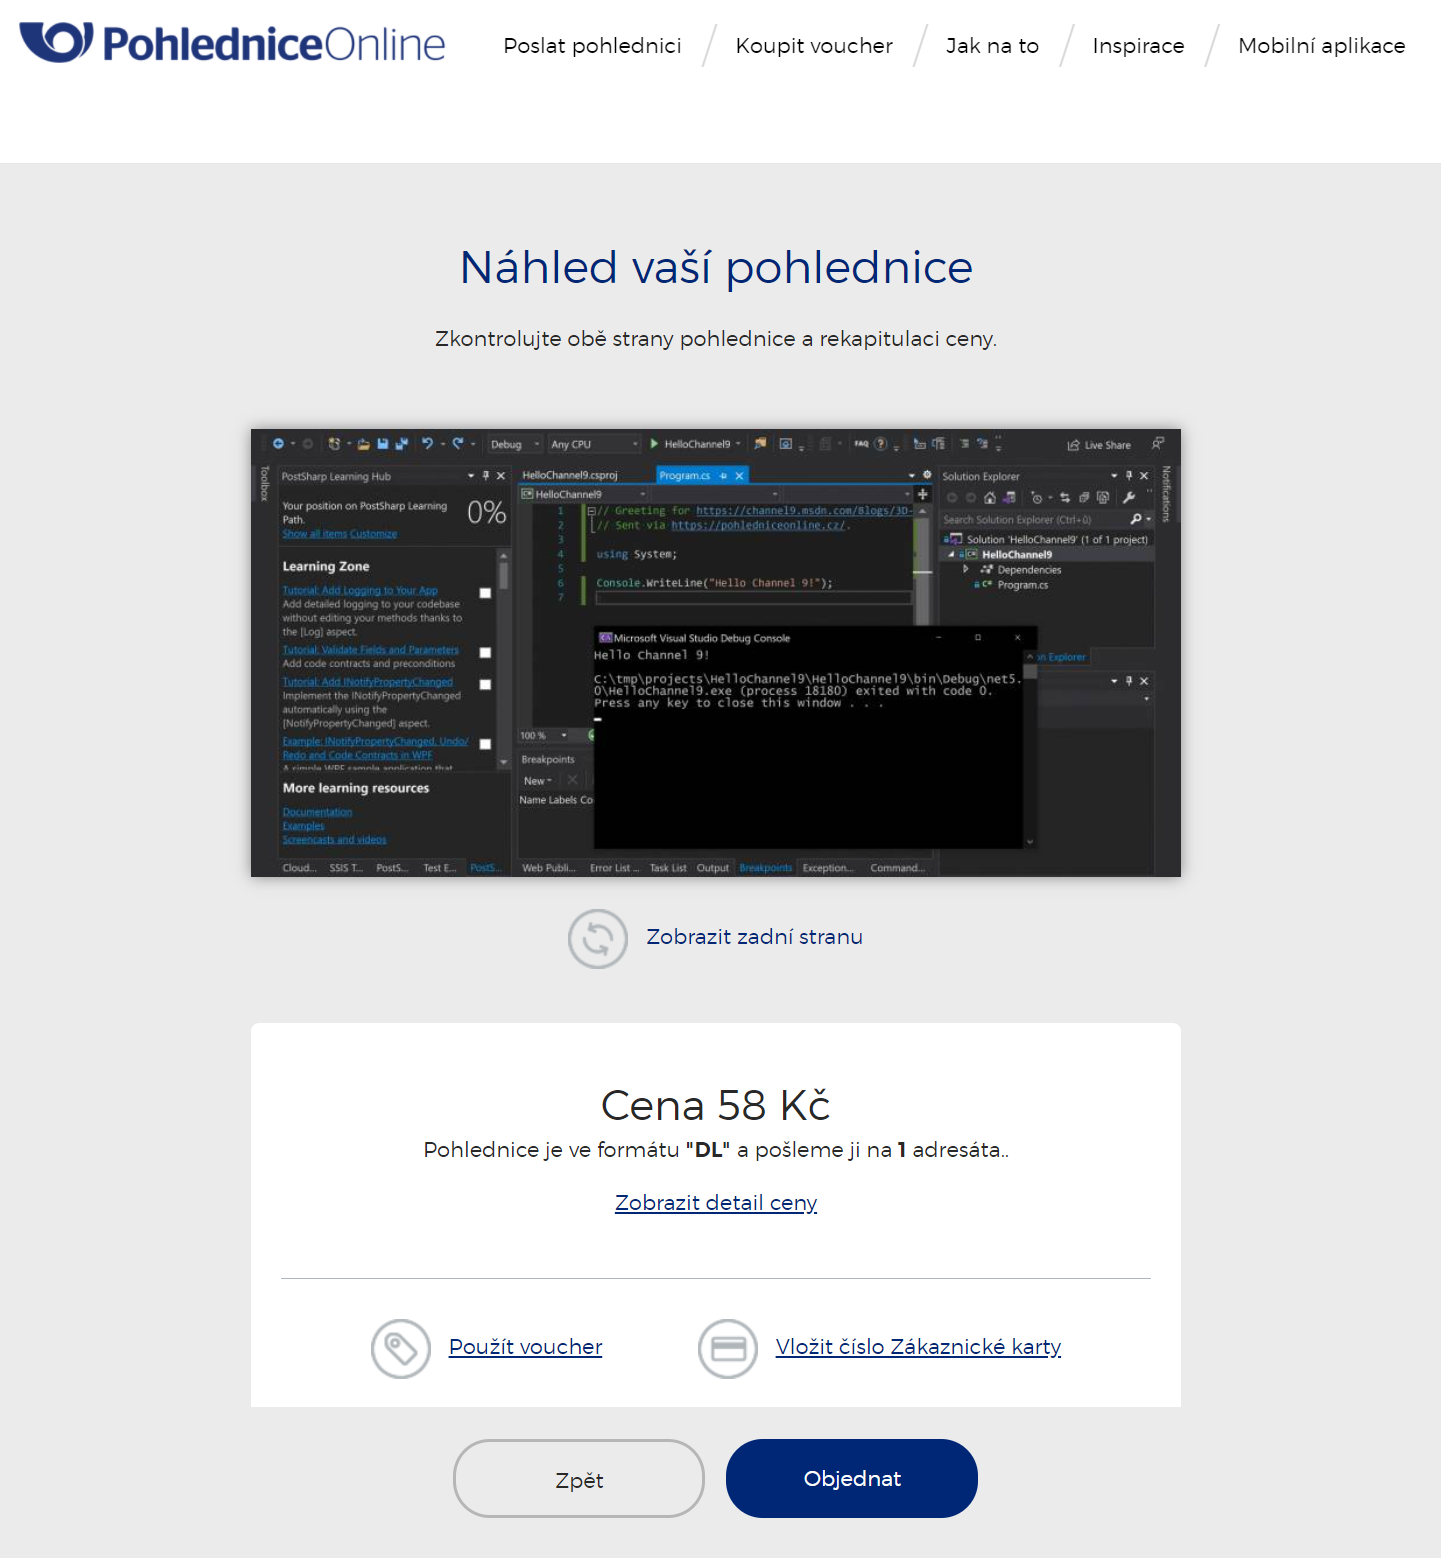 PohledniceOnline
Poslat pohlednici
Koupit voucher
Jak na to
Inspirace
Mobilní aplikace
Náhled vaší pohlednice
Zkontrolujte obě strany pohlednice a rekapitulaci ceny.
Debug
Any CPU
HelloChannel9
FAQ
Live Share
Toolbox
PostSharp Learning Hub
Your position on PostSharp Learning
Path.
0%
Show all items Customize
Learning Zone
Tutorial: Add Logging to Your App
Add detailed logging to your codebase
without editing your methods thanks to
the [Log] aspect.
Tutorial: Validate Fields and Parameters
Add code contracts and preconditions
Tutorial: Add INotifyPropertyChanged
Implement the INotifyPropertyChanged
automatically using the
[NotifyPropertyChanged] aspect.
Example: INotifyPropertyChanged, Undo/
Redo and Code Contracts in WPF
A simple WPF sample application that
More learning resources
Documentation
Examples
Screencasts and videos
Cloud... SSIS T... PostS... Test E... PostS...
HelloChannel9.csproj
Program.cs
HelloChannel9
1 // Greeting for https://channel9.msdn.com/Blogs/3D-
2 // Sent via https://pohledniceonline.cz/.
3
4 using System;
5
6 Console.WriteLine("Hello Channel 9!");
7
100 %
Breakpoints
New
Name Labels Co
Microsoft Visual Studio Debug Console
Hello Channel 9!
C:\tmp\projects\HelloChannel9\HelloChannel9\bin\Debug\net5.
0\HelloChannel9.exe (process 18180) exited with code 0.
Press any key to close this window . . .
Web Publi... Error List ... Task List Output Breakpoints Exception... Command...
Solution Explorer
Search Solution Explorer (Ctrl+ů)
Solution 'HelloChannel9' (1 of 1 project)
HelloChannel9
Dependencies
C# Program.cs
on Explorer
Notifications
Zobrazit zadní stranu
Cena 58 Kč
Pohlednice je ve formátu "DL" a pošleme ji na 1 adresáta..
Zobrazit detail ceny
Použít voucher
Vložit číslo Zákaznické karty
Zpět
Objednat